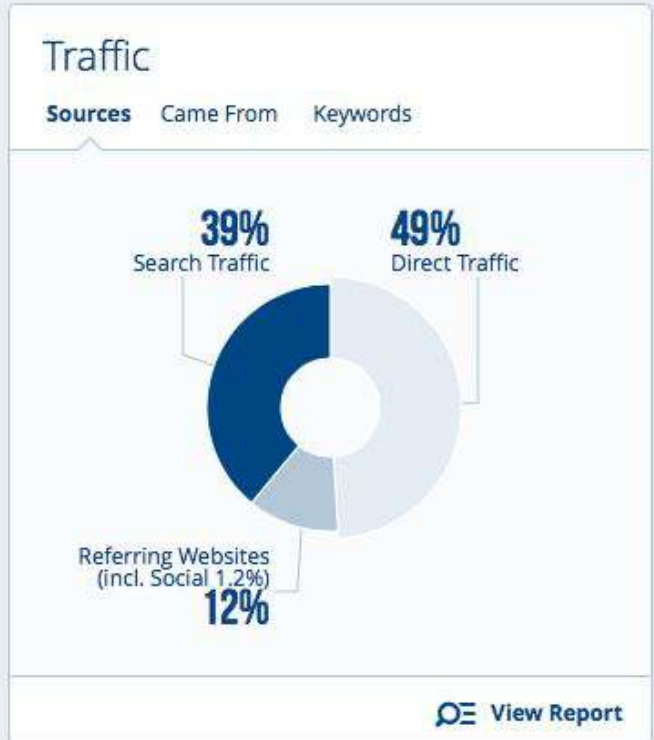 Traffic
Sources Came From Keywords
39%
Search Traffic
49%
Direct Traffic
Referring Websites
(incl. Social 1.2%)
12%
View Report